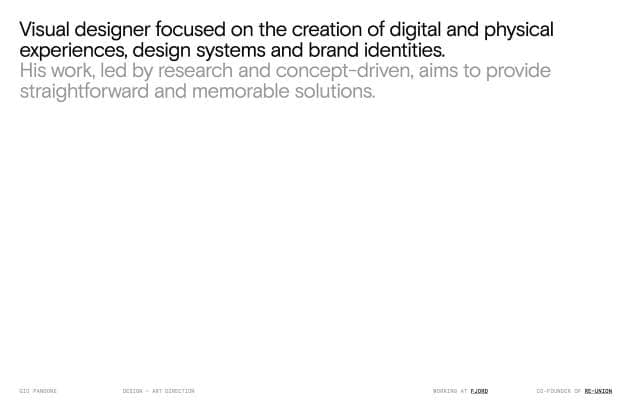 Visual designer focused on the creation of digital and physical
experiences, design systems and brand identities.
His work, led by research and concept-driven, aims to provide
straightforward and memorable solutions.
GIO PANDONE DESIGN — ART DIRECTION WORKING AT FJORD CO-FOUNDER OF RE-UNION